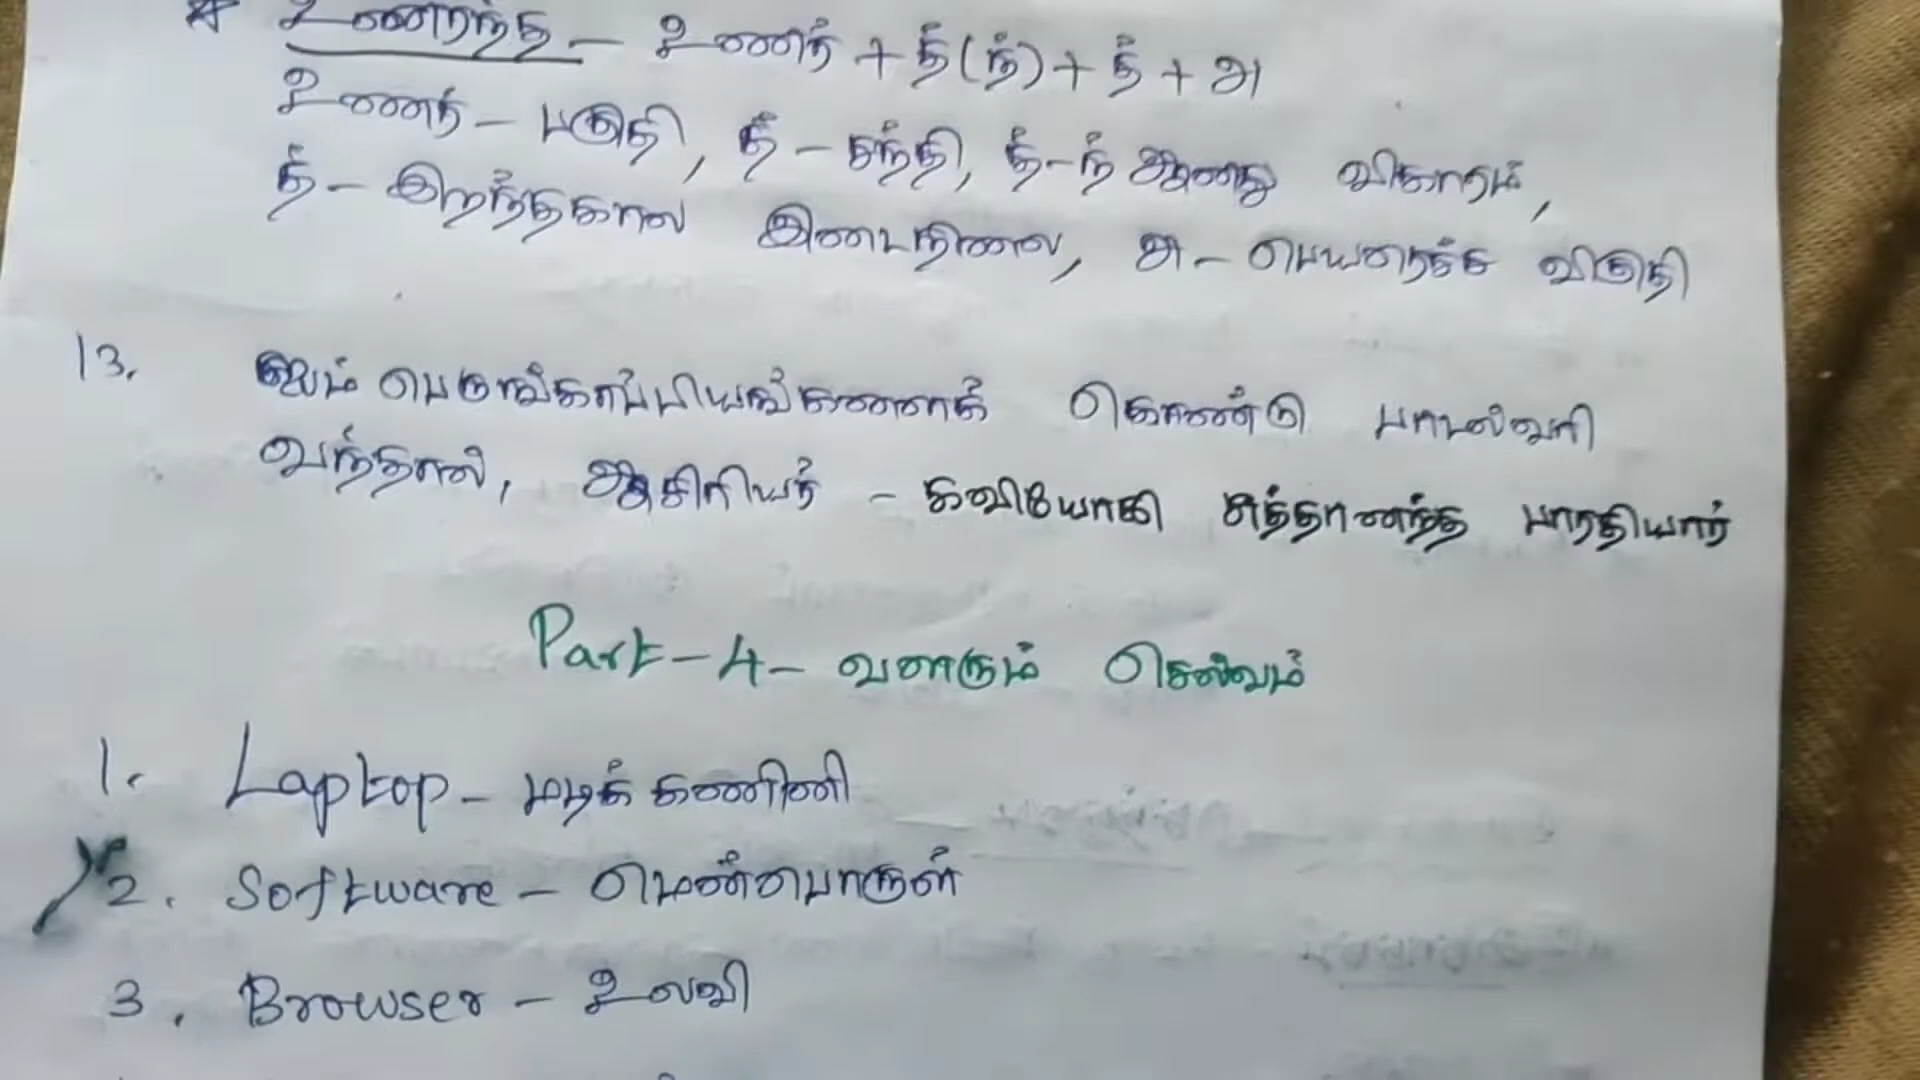 * உணர்ந்த – உணர் + த்(ந்) + த் + அ
உணர் – பகுதி, த் – சந்தி, த்-ந் ஆனது விகாரம்,
த் – இறந்தகால இடைநிலை, அ – பெயரெச்ச விகுதி
13. ஐம் பெருங்காப்பியங்களைக் கொண்டு பாடல்வரி
வந்தால், ஆசிரியர் – கவியோகி சுத்தானந்த பாரதியார்
Part – 4 – வளரும் செல்வம்
1. Laptop – மடிக் கணினி
2. Software – மென்பொருள்
3. Browser – உலவி